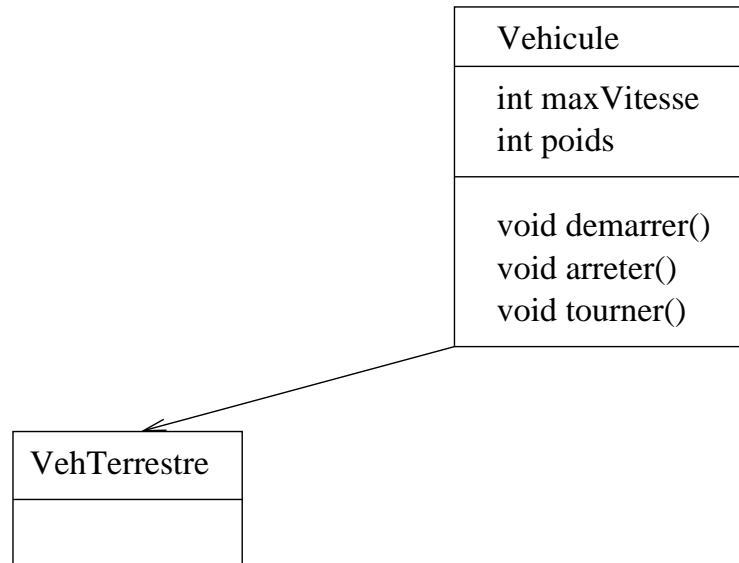 Vehicule
int maxVitesse
int poids
void demarrer()
void arreter()
void tourner()
VehTerrestre